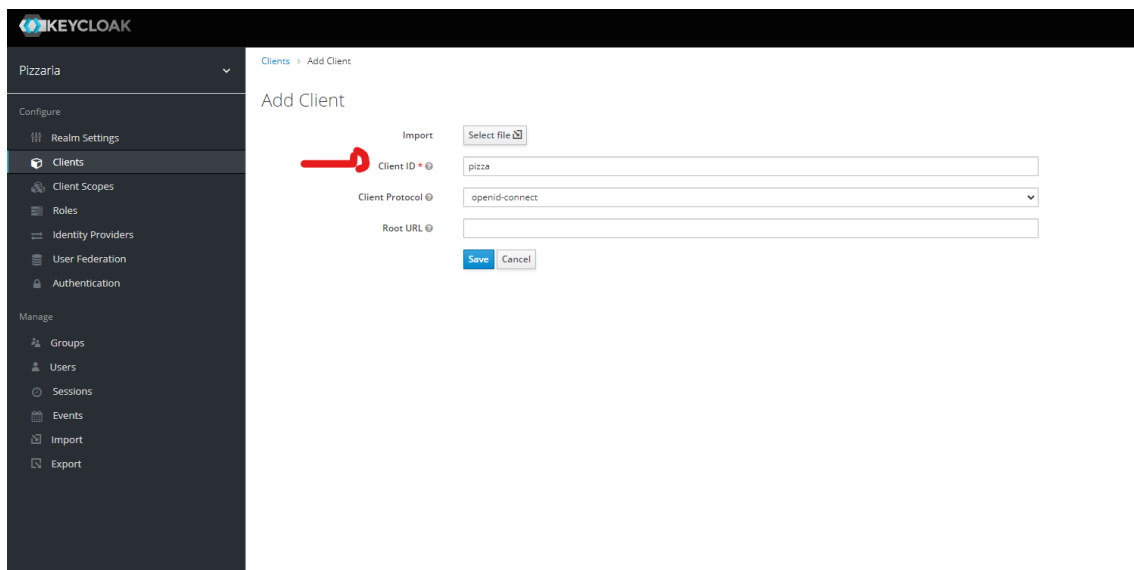 KEYCLOAK
Pizzaria
Clients > Add Client
Add Client
Configure
Realm Settings
Clients
Client Scopes
Roles
Identity Providers
User Federation
Authentication
Manage
Groups
Users
Sessions
Events
Import
Export
Import Select file
Client ID * pizza
Client Protocol openid-connect
Root URL
Save Cancel